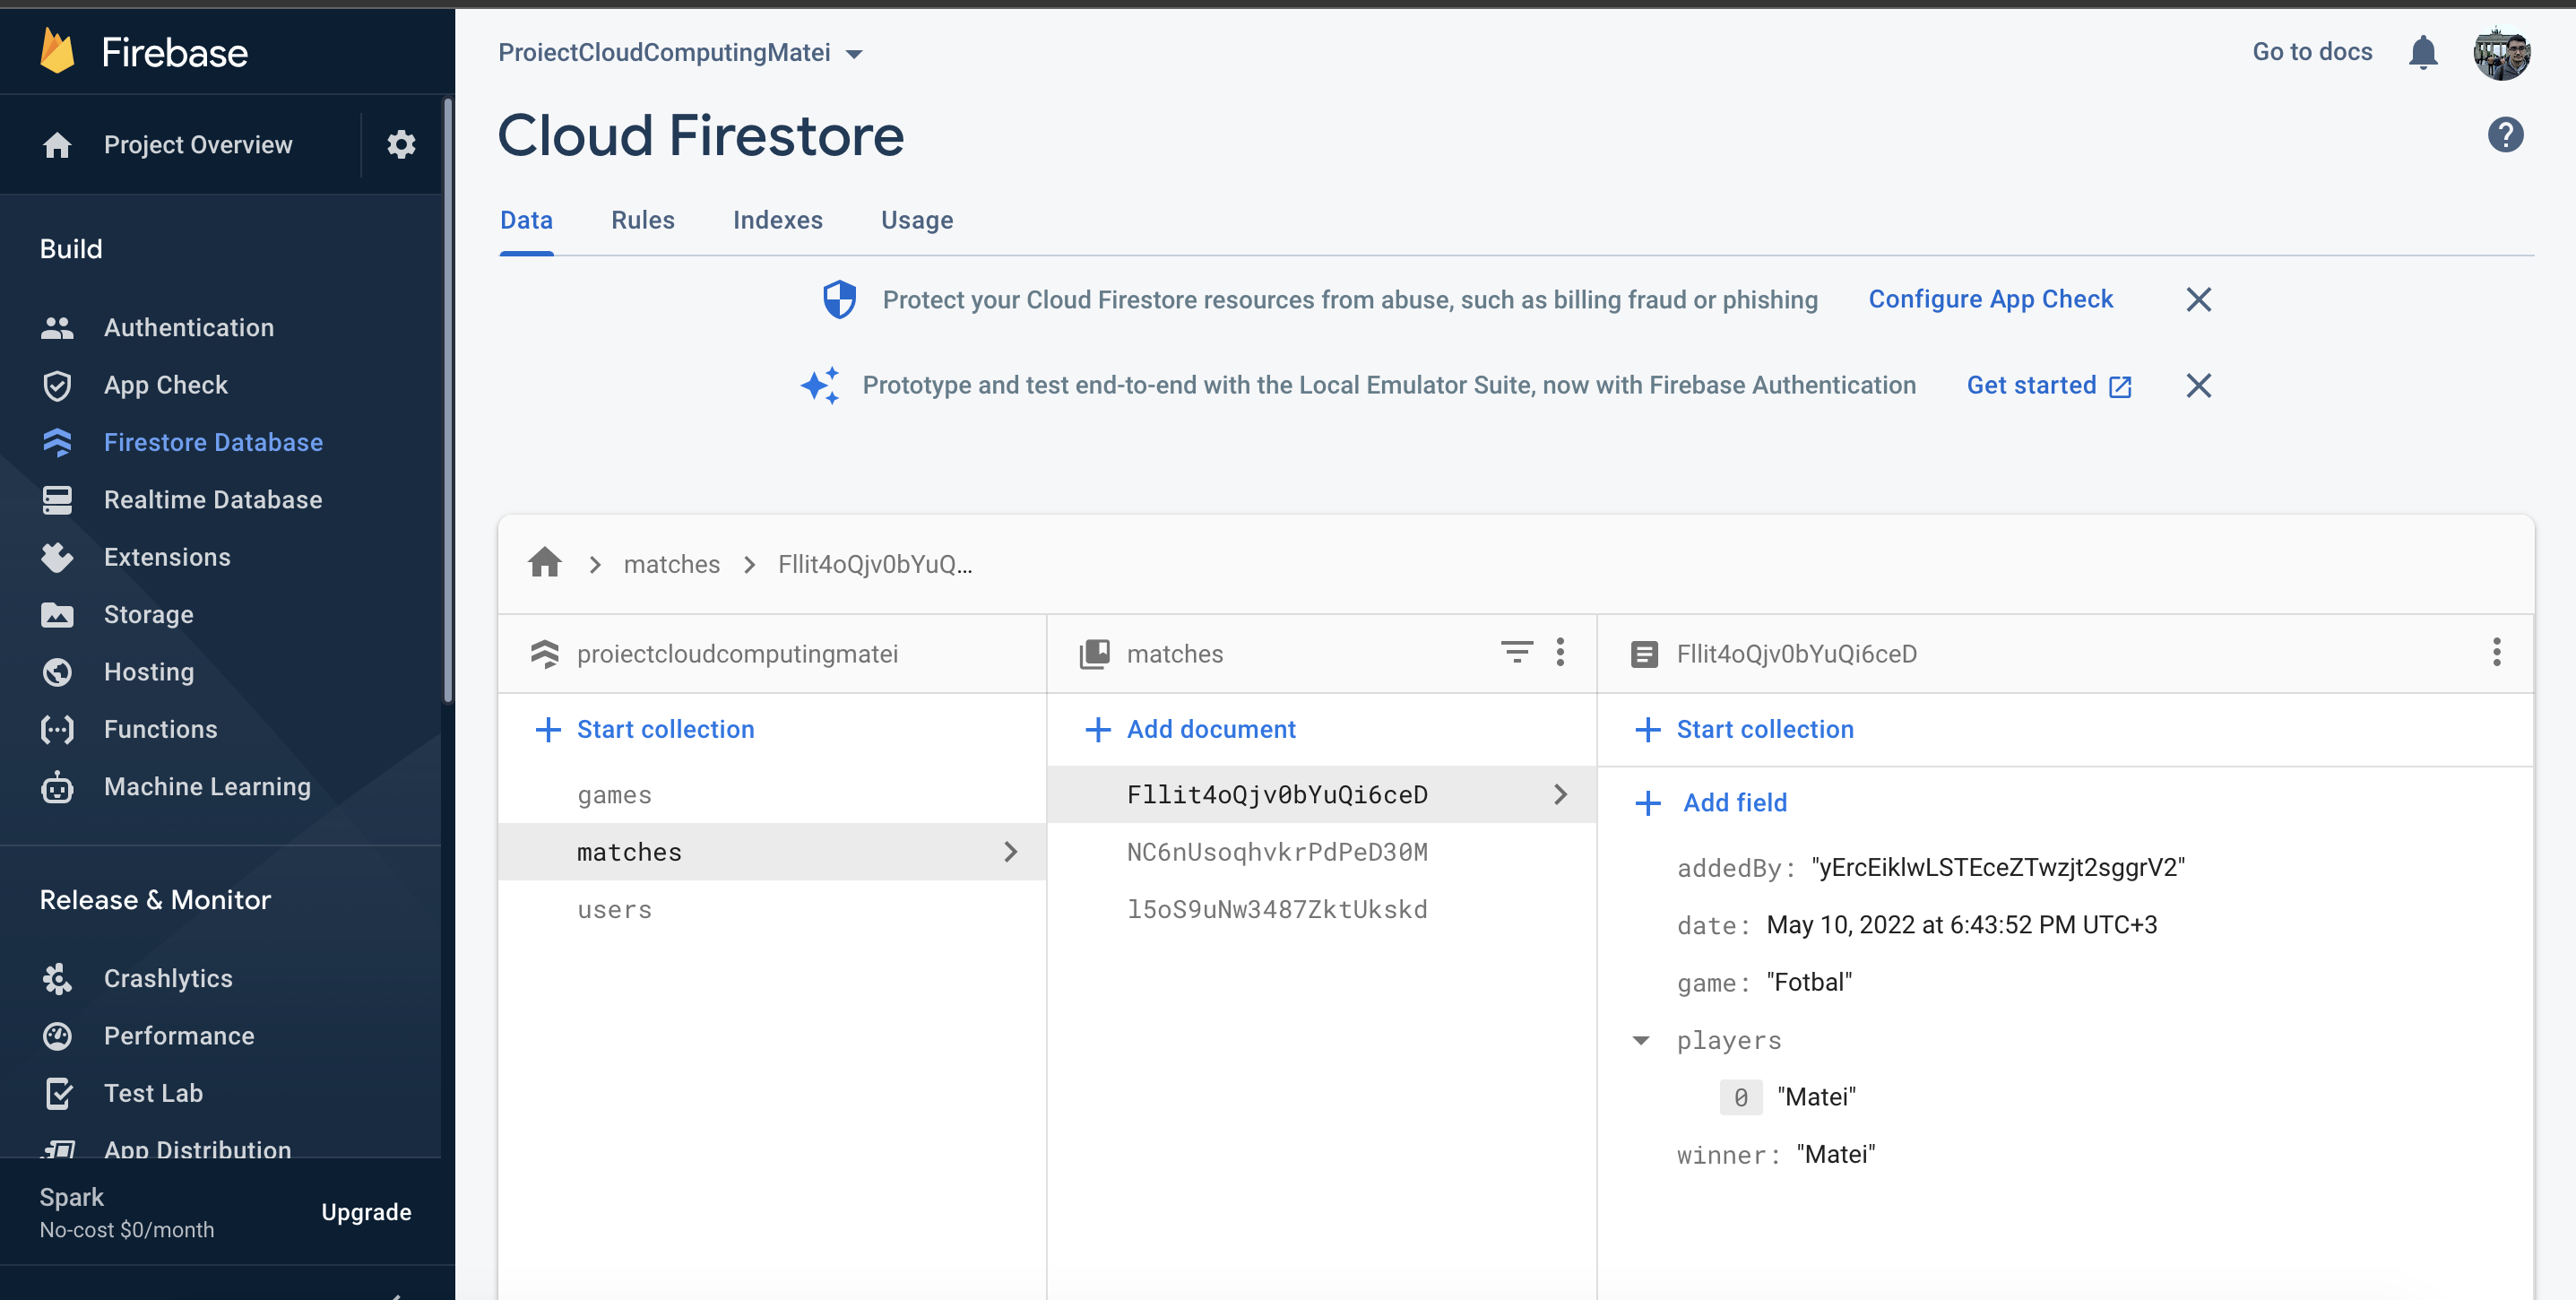 Firebase
Project Overview
Build
Authentication
App Check
Firestore Database
Realtime Database
Extensions
Storage
Hosting
Functions
Machine Learning
Release & Monitor
Crashlytics
Performance
Test Lab
App Distribution
Spark
No-cost $0/month
Upgrade
ProiectCloudComputingMatei
Go to docs
Cloud Firestore
Data Rules Indexes Usage
Protect your Cloud Firestore resources from abuse, such as billing fraud or phishing Configure App Check
Prototype and test end-to-end with the Local Emulator Suite, now with Firebase Authentication Get started
matches Fllit4oQjv0bYuQ...
proiectcloudcomputingmatei
Start collection
games
matches
users
matches
Add document
Fllit4oQjv0bYuQi6ceD
NC6nUsoqhvkrPdPeD30M
l5oS9uNw3487ZktUkskd
Fllit4oQjv0bYuQi6ceD
Start collection
Add field
addedBy: "yErcEiklwLSTEceZTwzjt2sggrV2"
date: May 10, 2022 at 6:43:52 PM UTC+3
game: "Fotbal"
players
0 "Matei"
winner: "Matei"